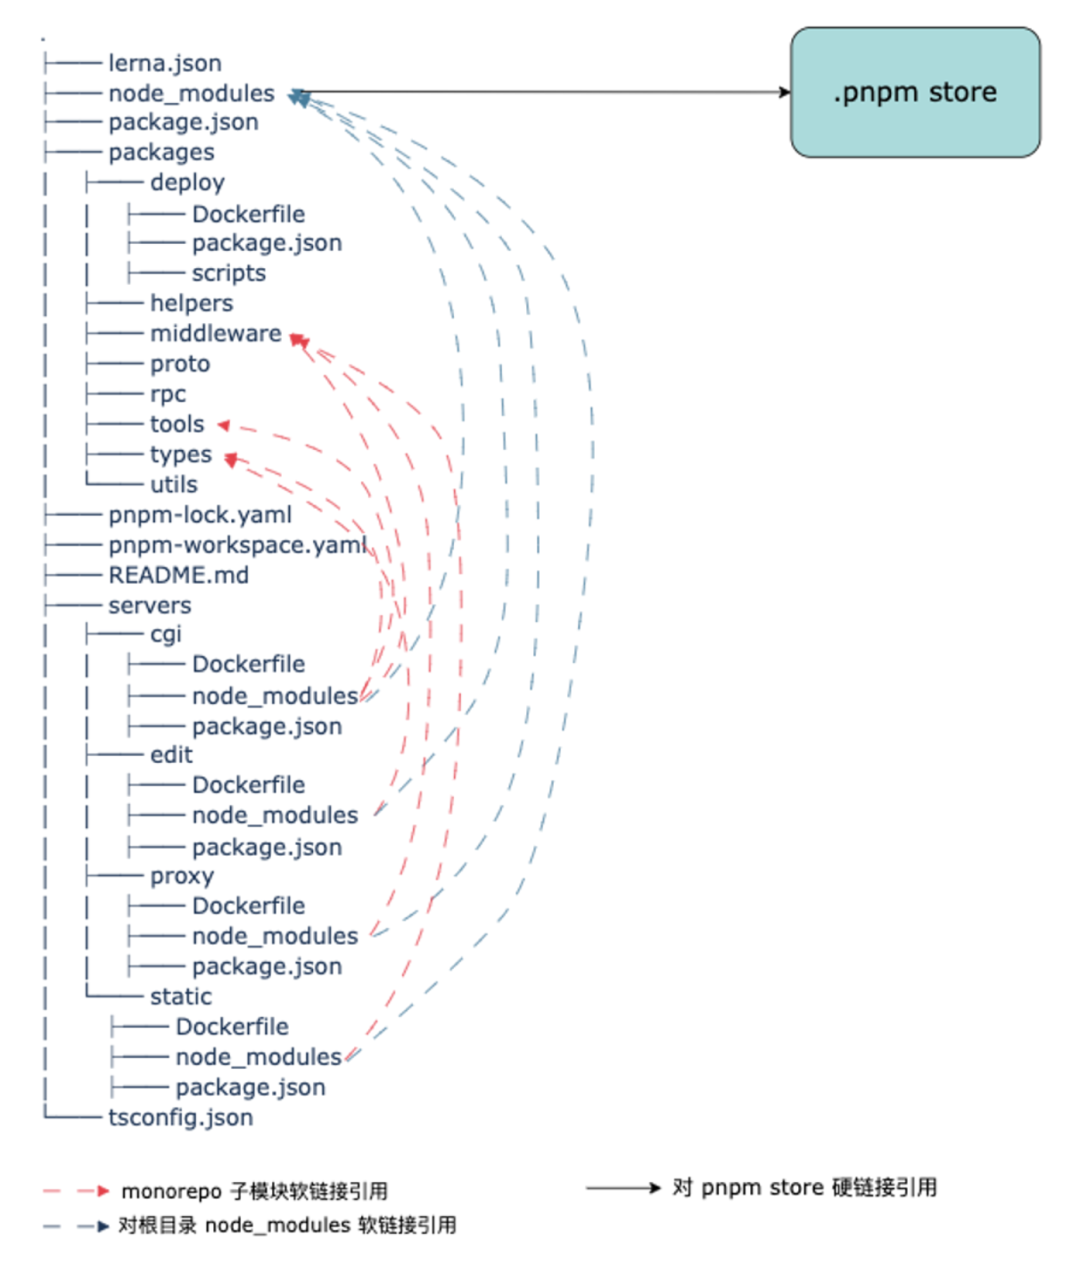 .
lerna.json
node_modules
.pnpm store
package.json
packages
deploy
Dockerfile
package.json
scripts
helpers
middleware
proto
rpc
tools
types
utils
pnpm-lock.yaml
pnpm-workspace.yaml
README.md
servers
cgi
Dockerfile
node_modules
package.json
edit
Dockerfile
node_modules
package.json
proxy
Dockerfile
node_modules
package.json
static
Dockerfile
node_modules
package.json
tsconfig.json
monorepo 子模块软链接引用
对 pnpm store 硬链接引用
对根目录 node_modules 软链接引用